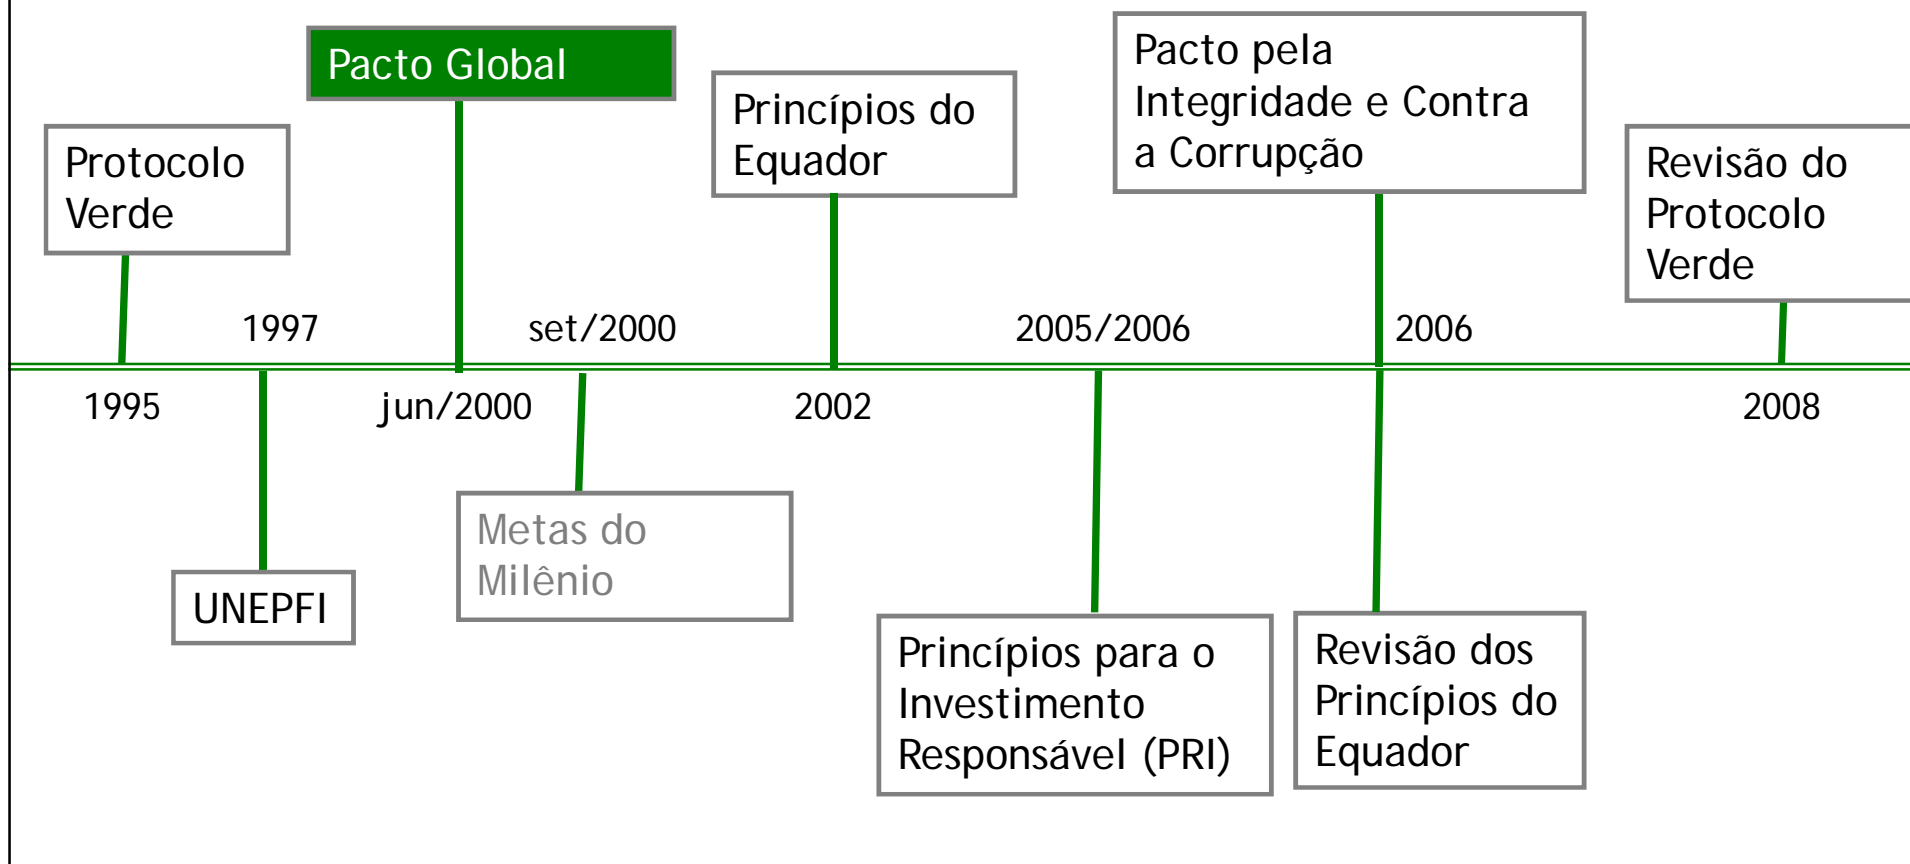 Pacto Global
Protocolo
Verde
Princípios do
Equador
Pacto pela
Integridade e Contra
a Corrupção
Revisão do
Protocolo
Verde
1997
set/2000
2005/2006
2006
1995
jun/2000
2002
2008
UNEPFI
Metas do
Milênio
Princípios para o
Investimento
Responsável (PRI)
Revisão dos
Princípios do
Equador